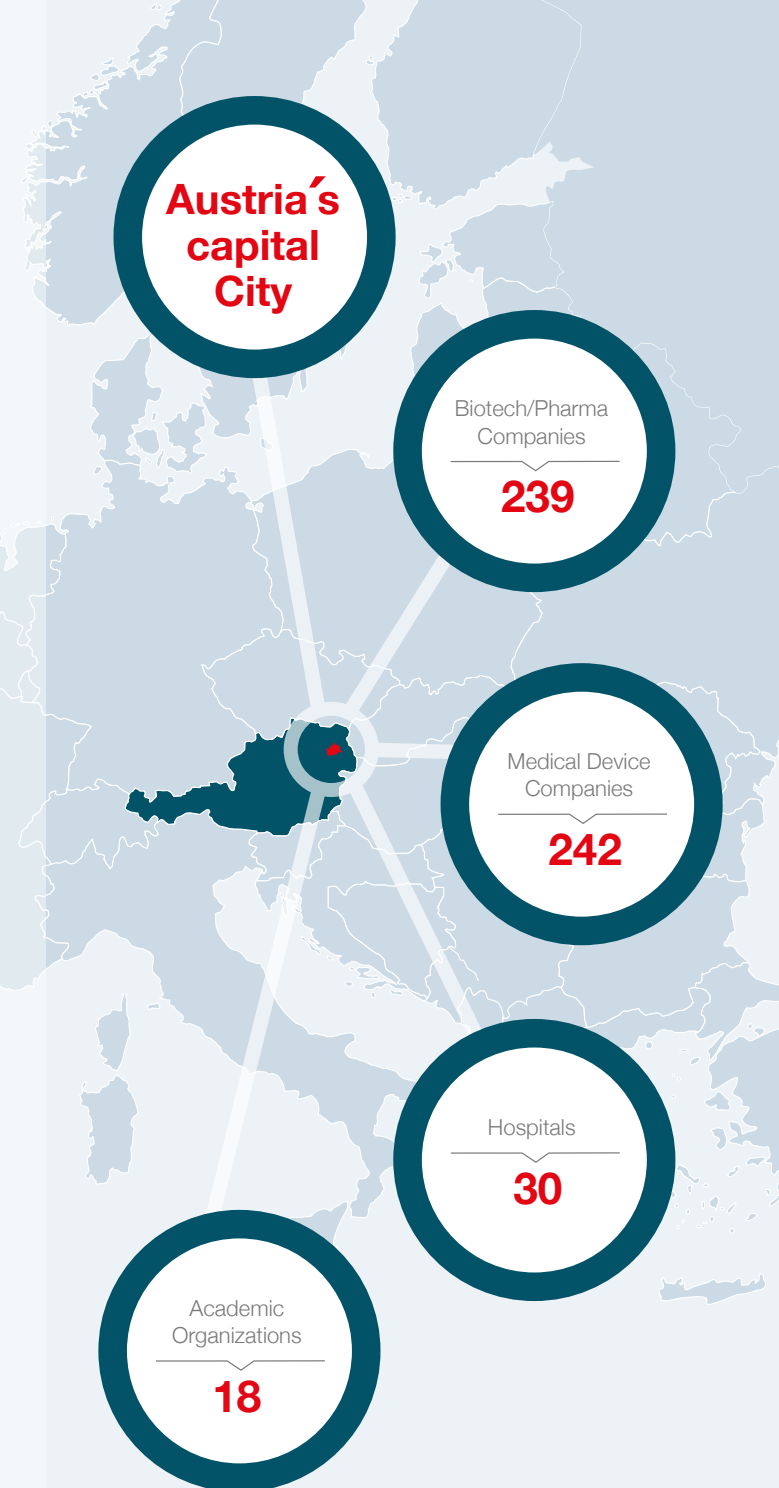 Austria´s
capital
City
Biotech/Pharma
Companies
239
Medical Device
Companies
242
Hospitals
30
Academic
Organizations
18